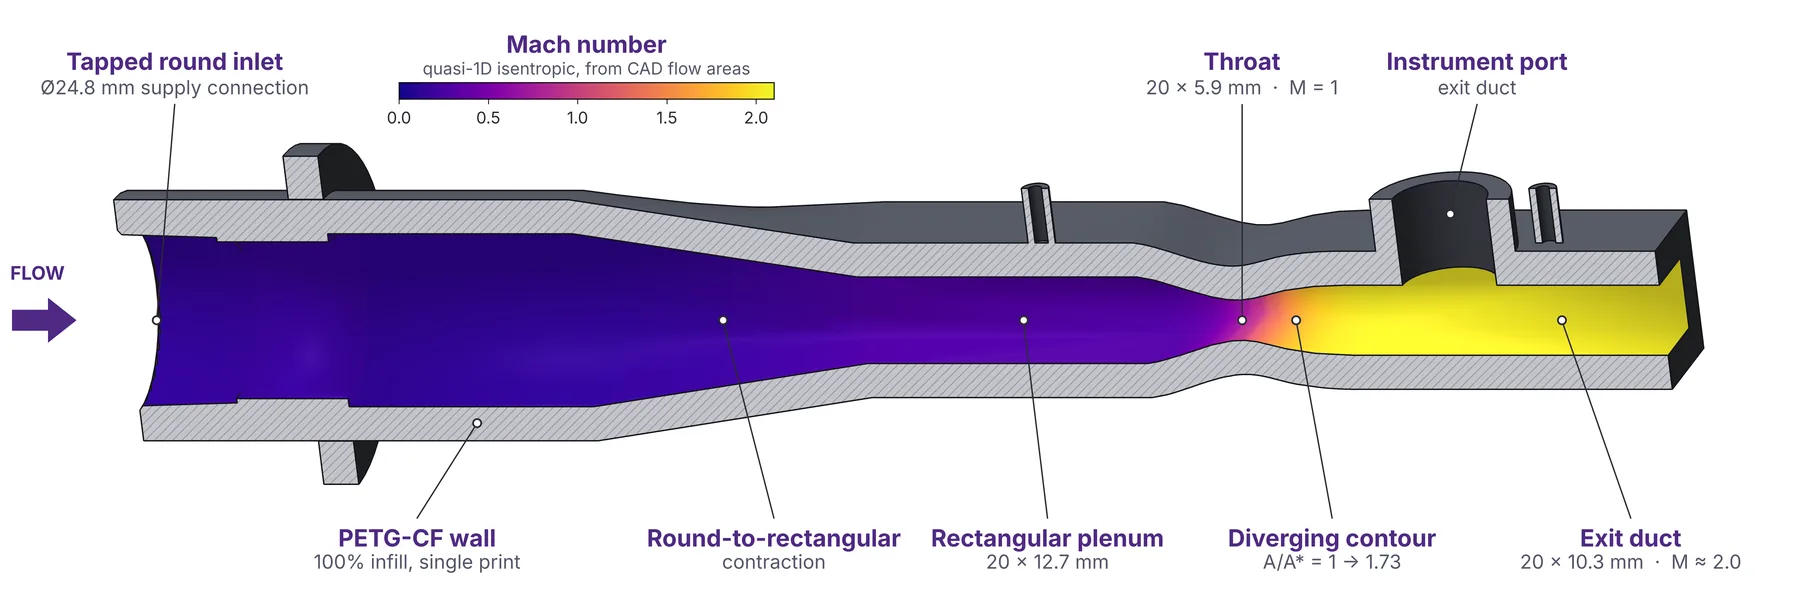 Tapped round inlet
Ø24.8 mm supply connection
Mach number
quasi-1D isentropic, from CAD flow areas
0.0 0.5 1.0 1.5 2.0
Throat
20 × 5.9 mm · M = 1
Instrument port
exit duct
FLOW
PETG-CF wall
100% infill, single print
Round-to-rectangular
contraction
Rectangular plenum
20 × 12.7 mm
Diverging contour
A/A* = 1 → 1.73
Exit duct
20 × 10.3 mm · M ≈ 2.0